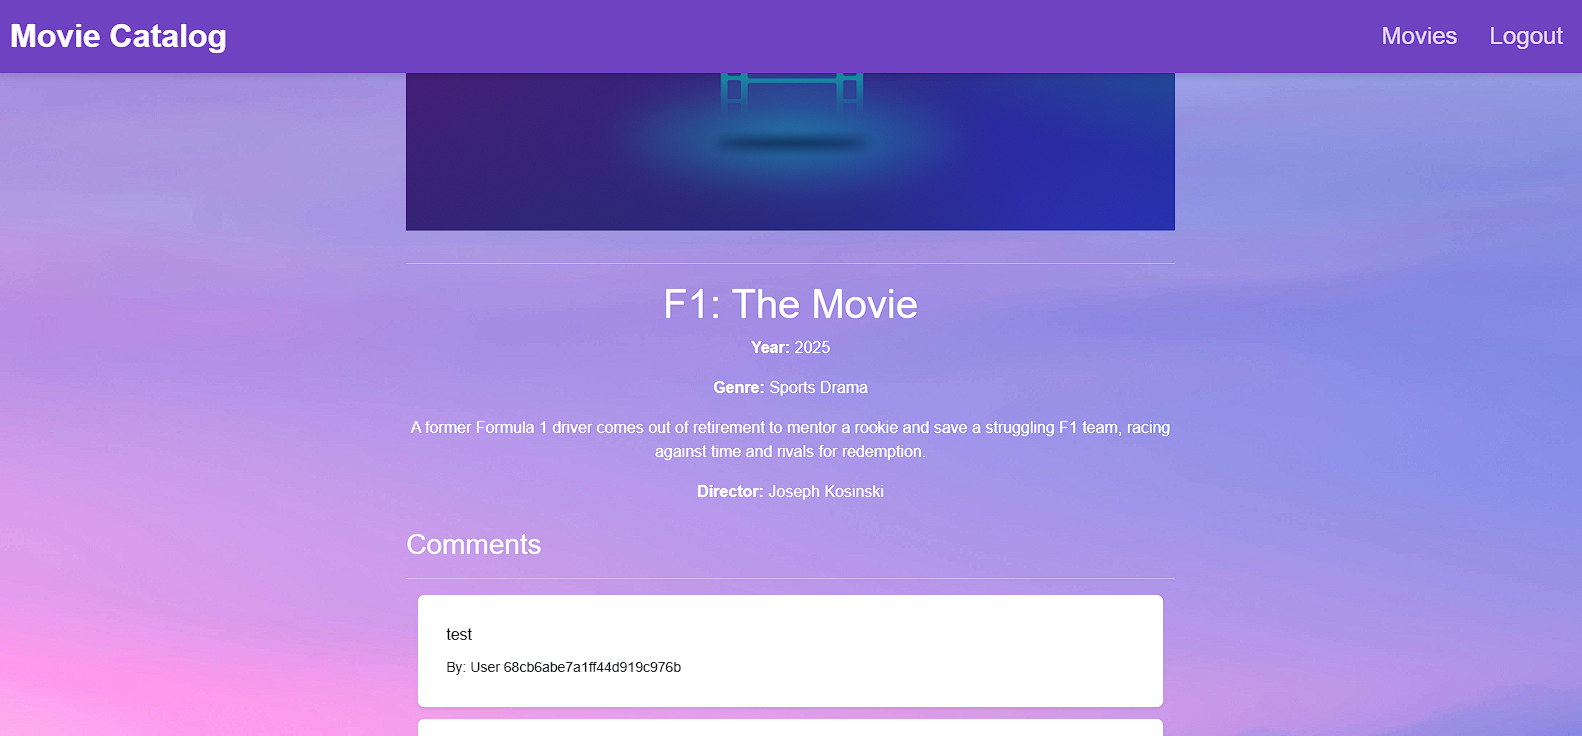 Movie Catalog
Movies
Logout
F1: The Movie
Year: 2025
Genre: Sports Drama
A former Formula 1 driver comes out of retirement to mentor a rookie and save a struggling F1 team, racing
against time and rivals for redemption.
Director: Joseph Kosinski
Comments
test
By: User 68cb6abe7a1ff44d919c976b